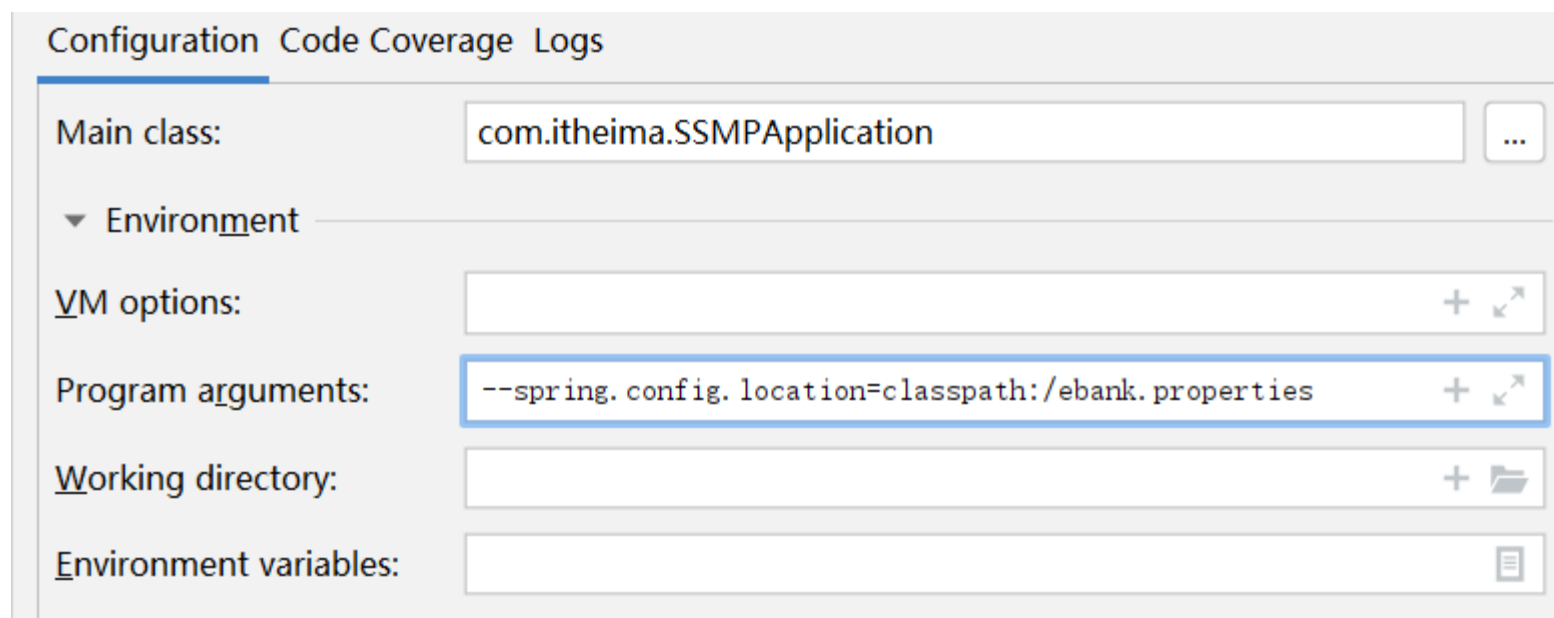 Configuration Code Coverage Logs
Main class: com.itheima.SSMPApplication ...
Environment
VM options:
Program arguments: --spring.config.location=classpath:/ebank.properties
Working directory:
Environment variables: